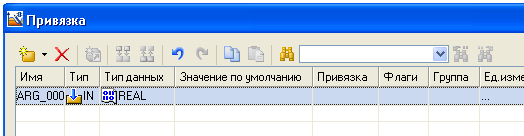 Привязка
Имя Тип Тип данных Значение по умолчанию Привязка Флаги Группа Ед.изме
ARG_000 IN REAL ...